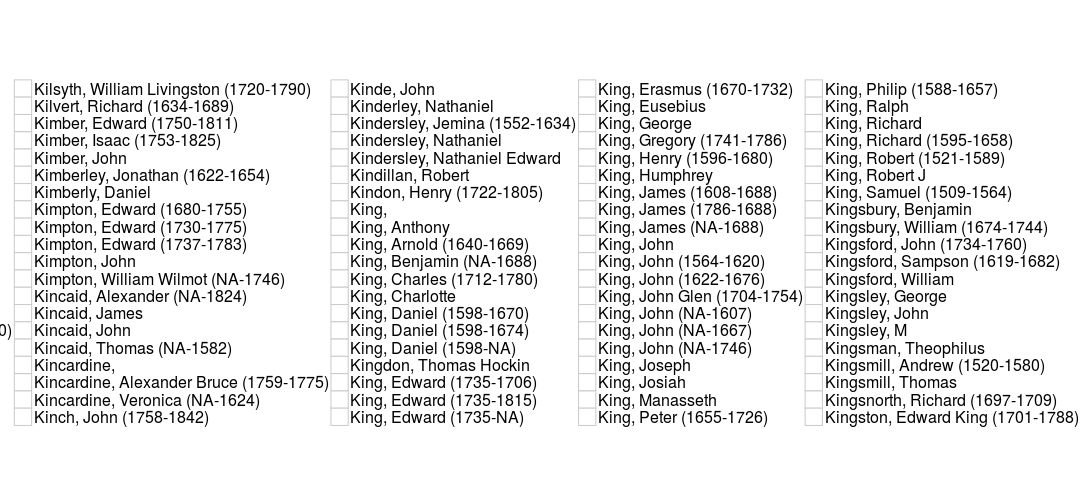 Kilsyth, William Livingston (1720-1790)
Kilvert, Richard (1634-1689)
Kimber, Edward (1750-1811)
Kimber, Isaac (1753-1825)
Kimber, John
Kimberley, Jonathan (1622-1654)
Kimberly, Daniel
Kimpton, Edward (1680-1755)
Kimpton, Edward (1730-1775)
Kimpton, Edward (1737-1783)
Kimpton, John
Kimpton, William Wilmot (NA-1746)
Kincaid, Alexander (NA-1824)
Kincaid, James
0)
Kincaid, John
Kincaid, Thomas (NA-1582)
Kincardine,
Kincardine, Alexander Bruce (1759-1775)
Kincardine, Veronica (NA-1624)
Kinch, John (1758-1842)
Kinde, John
Kinderley, Nathaniel
Kindersley, Jemina (1552-1634)
Kindersley, Nathaniel
Kindersley, Nathaniel Edward
Kindillan, Robert
Kindon, Henry (1722-1805)
King,
King, Anthony
King, Arnold (1640-1669)
King, Benjamin (NA-1688)
King, Charles (1712-1780)
King, Charlotte
King, Daniel (1598-1670)
King, Daniel (1598-1674)
King, Daniel (1598-NA)
Kingdon, Thomas Hockin
King, Edward (1735-1706)
King, Edward (1735-1815)
King, Edward (1735-NA)
King, Erasmus (1670-1732)
King, Eusebius
King, George
King, Gregory (1741-1786)
King, Henry (1596-1680)
King, Humphrey
King, James (1608-1688)
King, James (1786-1688)
King, James (NA-1688)
King, John
King, John (1564-1620)
King, John (1622-1676)
King, John Glen (1704-1754)
King, John (NA-1607)
King, John (NA-1667)
King, John (NA-1746)
King, Joseph
King, Josiah
King, Manasseth
King, Peter (1655-1726)
King, Philip (1588-1657)
King, Ralph
King, Richard
King, Richard (1595-1658)
King, Robert (1521-1589)
King, Robert J
King, Samuel (1509-1564)
Kingsbury, Benjamin
Kingsbury, William (1674-1744)
Kingsford, John (1734-1760)
Kingsford, Sampson (1619-1682)
Kingsford, William
Kingsley, George
Kingsley, John
Kingsley, M
Kingsman, Theophilus
Kingsmill, Andrew (1520-1580)
Kingsmill, Thomas
Kingsnorth, Richard (1697-1709)
Kingston, Edward King (1701-1788)